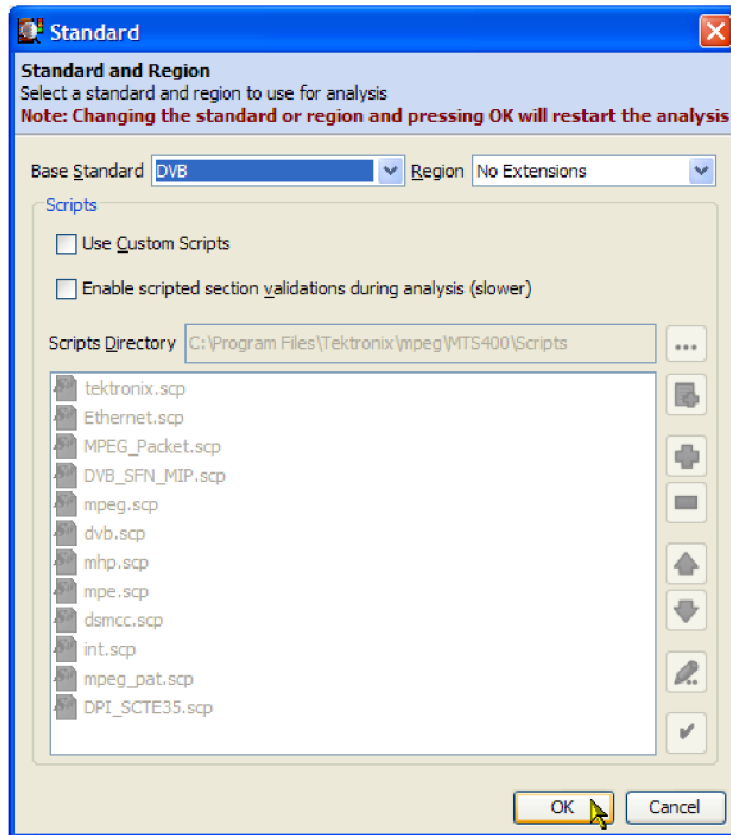 Standard
Standard and Region
Select a standard and region to use for analysis
Note: Changing the standard or region and pressing OK will restart the analysis
Base Standard DVB Region No Extensions
Scripts
Use Custom Scripts
Enable scripted section validations during analysis (slower)
Scripts Directory C:\Program Files\Tektronix\mpeg\MTS400\Scripts ...
tektronix.scp
Ethernet.scp
MPEG_Packet.scp
DVB_SFN_MIP.scp
mpeg.scp
dvb.scp
mhp.scp
mpe.scp
dsmcc.scp
int.scp
mpeg_pat.scp
DPI_SCTE35.scp
OK Cancel